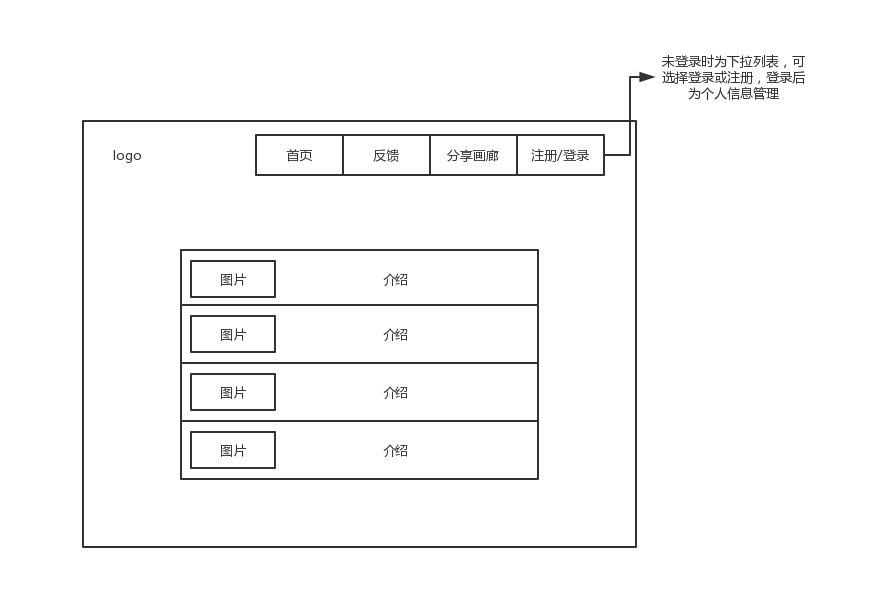 未登录时为下拉列表，可
选择登录或注册，登录后
为个人信息管理
logo
首页
反馈
分享画廊
注册/登录
图片
介绍
图片
介绍
图片
介绍
图片
介绍